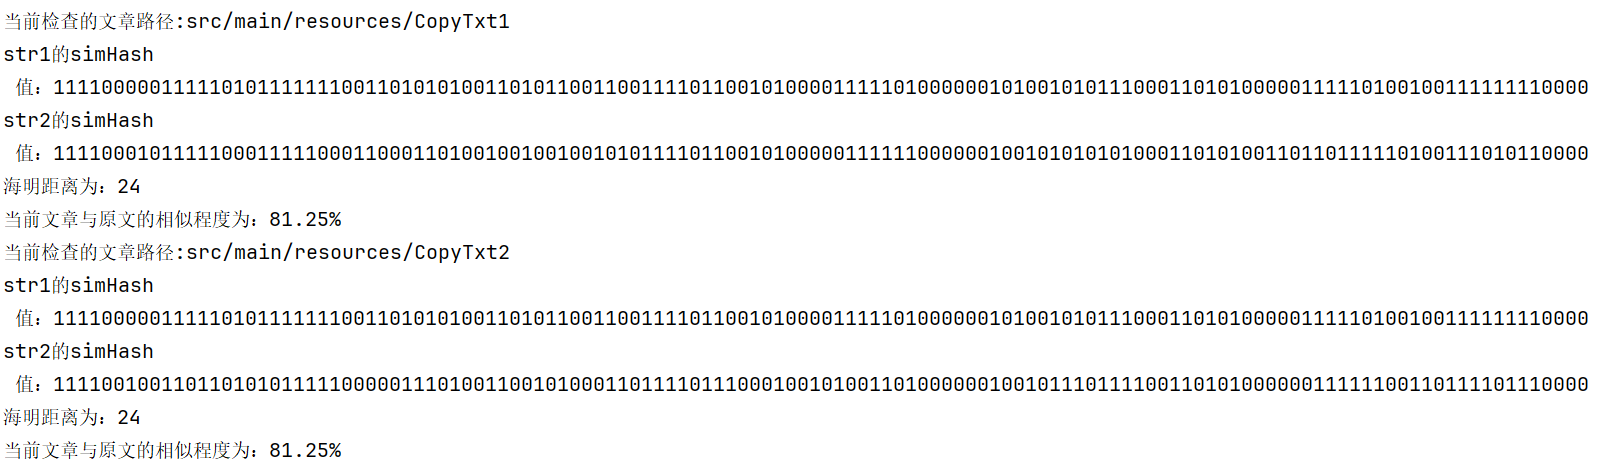 当前检查的文章路径:src/main/resources/CopyTxt1
str1的simHash
值：11110000011111010111111110011010101001101011001100111101100101000011111010000001010010101110001101010000011111010010011111110000
str2的simHash
值：11110001011111000111110001100011010010010010010101111011001010000011111100000010010101010100011010100110110111110100111010110000
海明距离为：24
当前文章与原文的相似程度为：81.25%
当前检查的文章路径:src/main/resources/CopyTxt2
str1的simHash
值：11110000011111010111111110011010101001101011001100111101100101000011111010000001010010101110001101010000011111010010011111110000
str2的simHash
值：11110010011011010101111100000111010011001010001101111011100010010100110100000010010111011110011010100000011111100110111101110000
海明距离为：24
当前文章与原文的相似程度为：81.25%